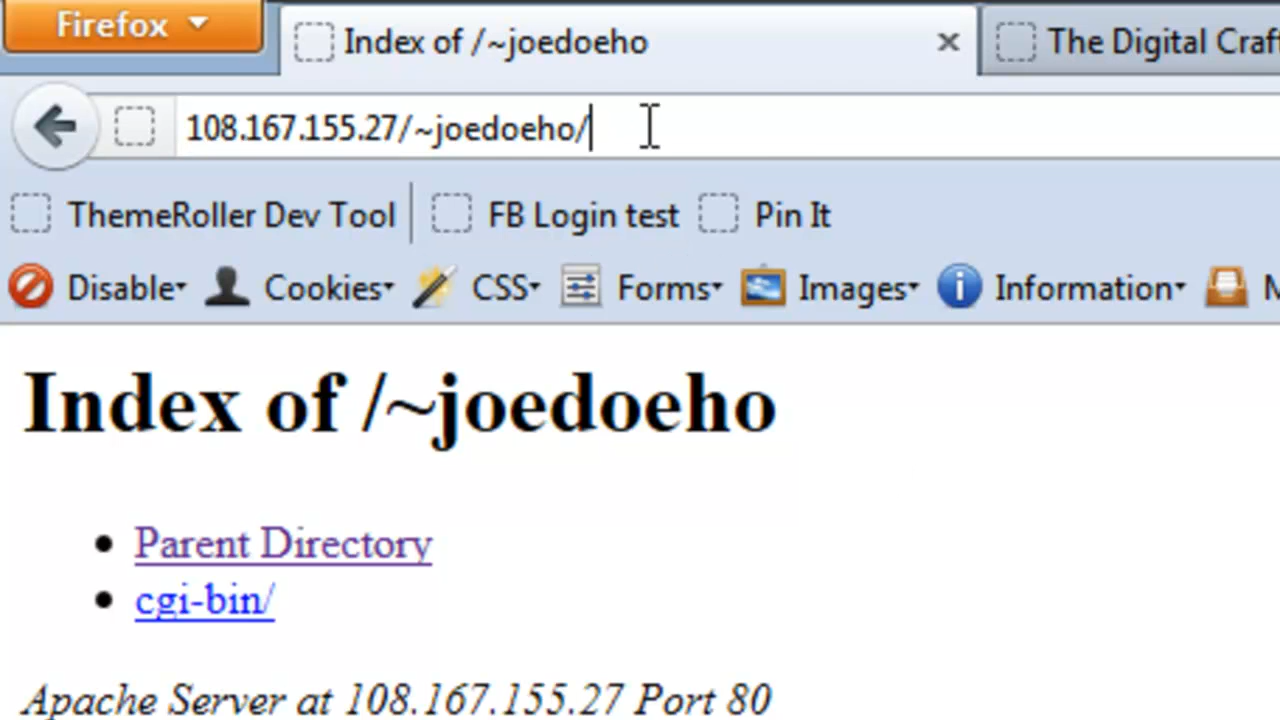 Firefox
Index of /~joedoeho
The Digital Craf
108.167.155.27/~joedoeho/
ThemeRoller Dev Tool FB Login test Pin It
Disable Cookies CSS Forms Images Information M
Index of /~joedoeho
Parent Directory
cgi-bin/
Apache Server at 108.167.155.27 Port 80